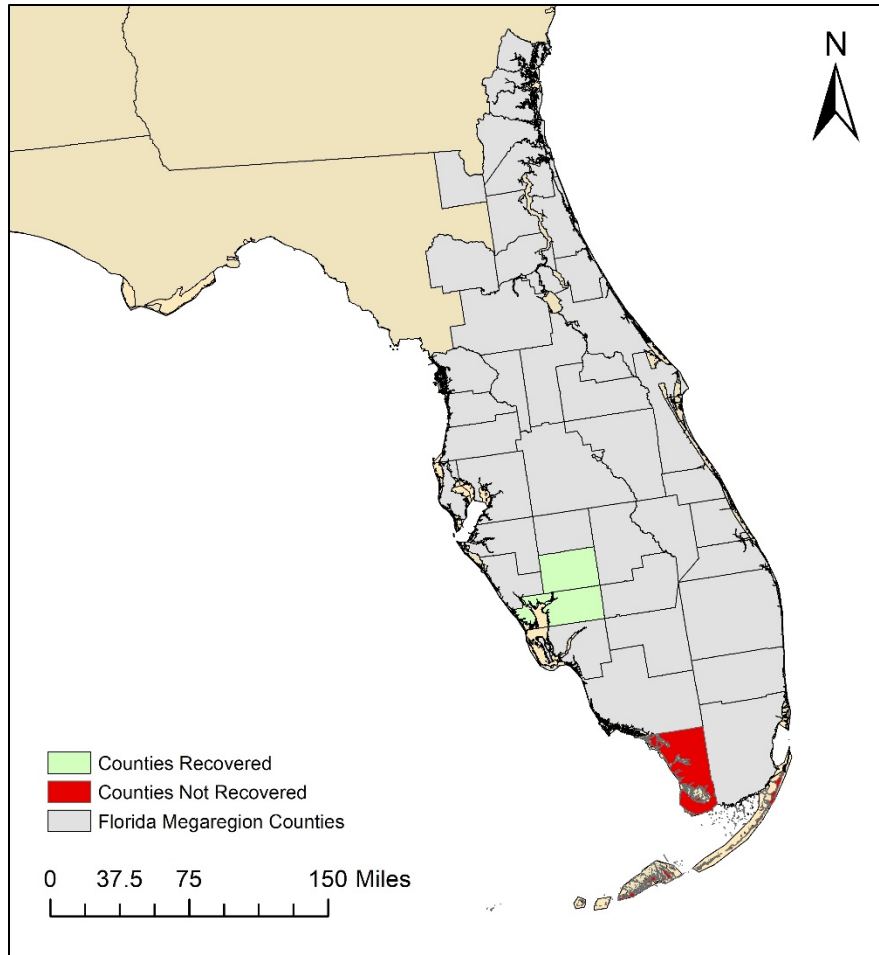 N
Counties Recovered
Counties Not Recovered
Florida Megaregion Counties
0 37.5 75 150 Miles